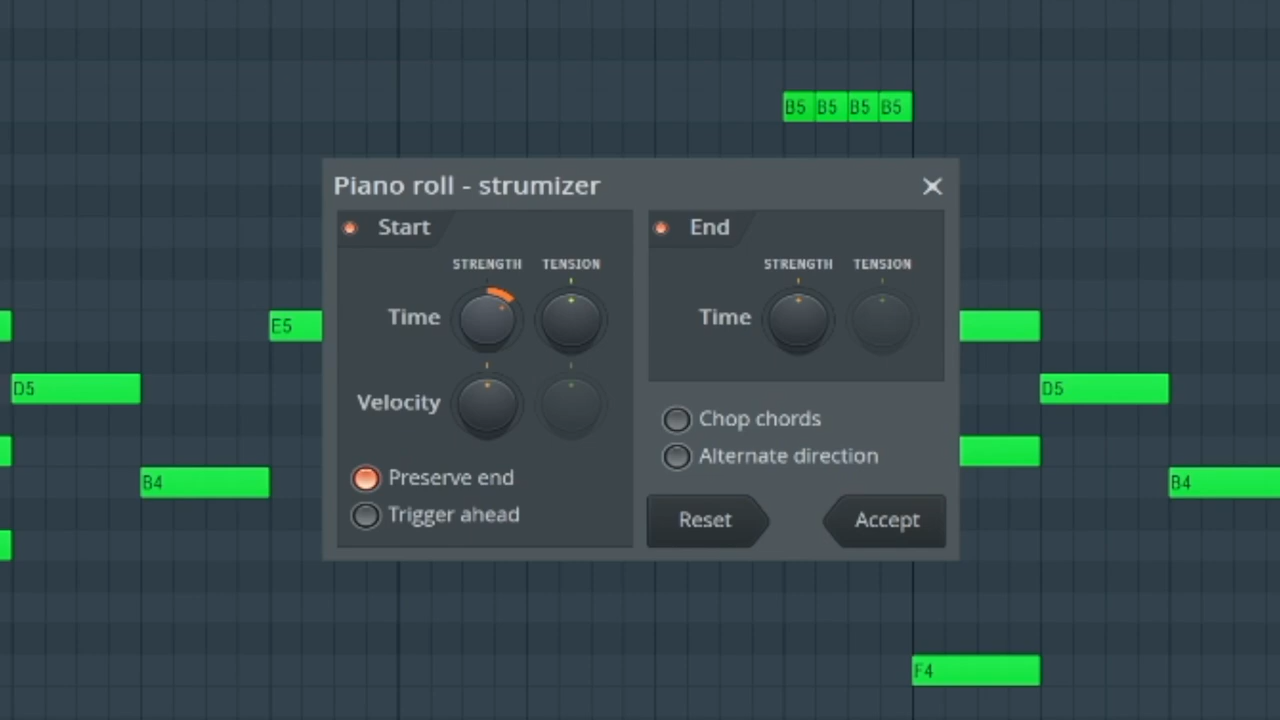 B5 B5 B5 B5
Piano roll - strumizer
Start
End
STRENGTH TENSION
STRENGTH TENSION
Time
Time
E5
D5
D5
Velocity
Chop chords
Alternate direction
B4
Preserve end
B4
Trigger ahead
Reset
Accept
F4